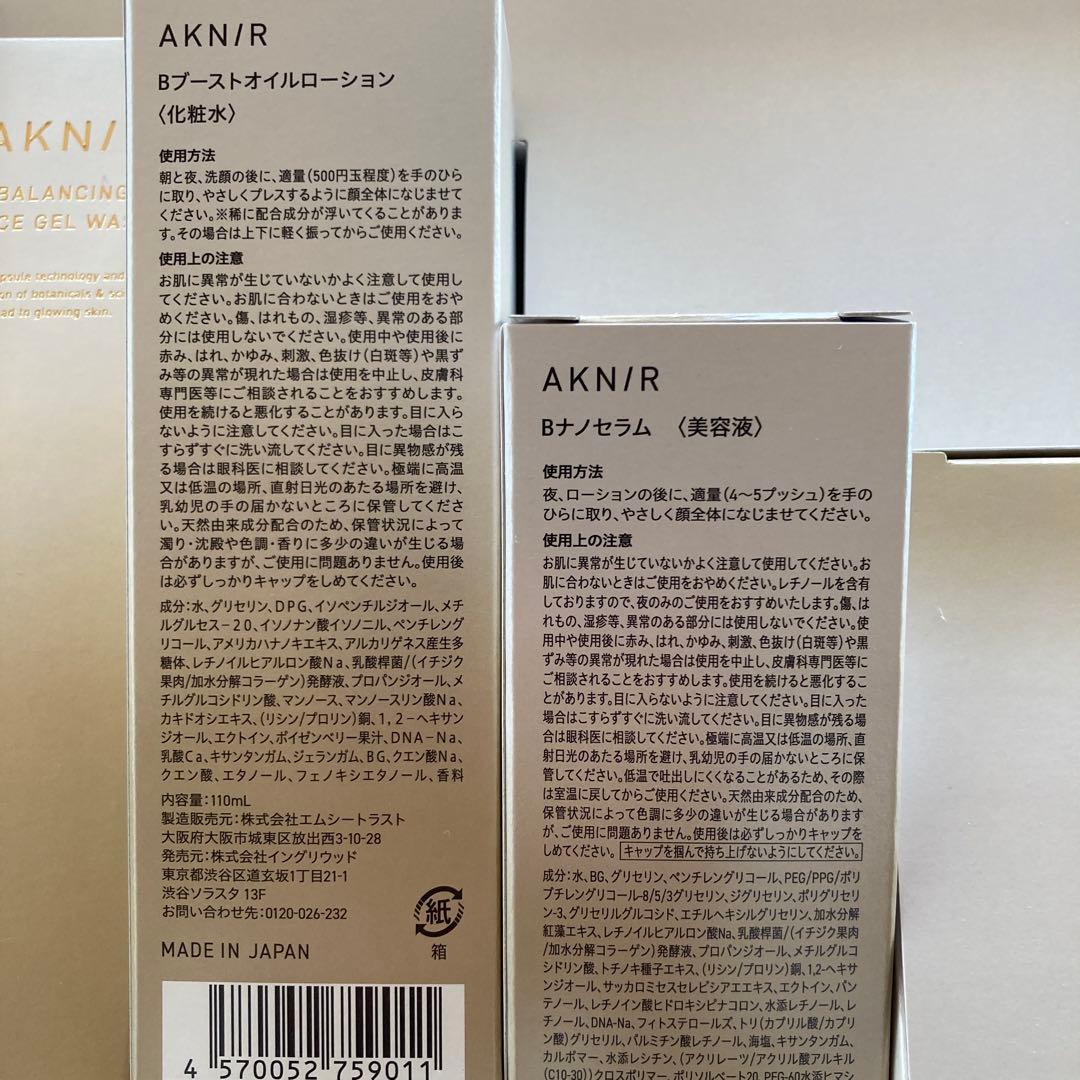 AKNIR
BALANCING
CE GEL WAS
psule technology and
on of botanicals & sc
ad to glowing skin.
AKNIR
Bブーストオイルローション
〈化粧水〉
使用方法
朝と夜、洗顔の後に、適量(500円玉程度)を手のひら
に取り、やさしくプレスするように顔全体になじませて
ください。※稀に配合成分が浮いてくることがありま
す。その場合は上下に軽く振ってからご使用ください。
使用上の注意
お肌に異常が生じていないかよく注意して使用し
てください。お肌に合わないときはご使用をおや
めください。傷、はれもの、湿疹等、異常のある部
分には使用しないでください。使用中や使用後に
赤み、はれ、かゆみ、刺激、色抜け(白斑等)や黒ず
み等の異常が現れた場合は使用を中止し、皮膚科
専門医等にご相談されることをおすすめします。
使用を続けると悪化することがあります。目に入ら
ないように注意してください。目に入った場合はこ
すらずすぐに洗い流してください。目に異物感が残
る場合は眼科医に相談してください。極端に高温
又は低温の場所、直射日光のあたる場所を避け、
乳幼児の手の届かないところに保管してくださ
い。天然由来成分配合のため、保管状況によって
濁り・沈殿や色調・香りに多少の違いが生じる場
合がありますが、ご使用に問題ありません。使用後
は必ずしっかりキャップをしめてください。
成分:水、グリセリン、DPG、イソペンチルジオール、メチ
ルグルセス-20、イソノナン酸イソノニル、ペンチレング
リコール、アメリカハナノキエキス、アルカリゲネス産生多
糖体、レチノイルヒアルロン酸Na、乳酸桿菌/(イチジク
果肉/加水分解コラーゲン)発酵液、プロパンジオール、メ
チルグルコシドリン酸、マンノース、マンノースリン酸Na、
カキドオシエキス、(リシン/プロリン)銅、1,2-ヘキサン
ジオール、エクトイン、ボイゼンベリー果汁、DNA-Na、
乳酸Ca、キサンタンガム、ジェランガム、BG、クエン酸Na、
クエン酸、エタノール、フェノキシエタノール、香料
内容量:110mL
製造販売元:株式会社エムシートラスト
大阪府大阪市城東区放出西3-10-28
発売元:株式会社イングリウッド
東京都渋谷区道玄坂1丁目21-1
渋谷ソラスタ 13F
お問い合わせ先:0120-026-232
紙
箱
MADE IN JAPAN
4 570052 759011
AKNIR
Bナノセラム 〈美容液〉
使用方法
夜、ローションの後に、適量(4〜5プッシュ)を手の
ひらに取り、やさしく顔全体になじませてください。
使用上の注意
お肌に異常が生じていないかよく注意して使用してください。お
肌に合わないときはご使用をおやめください。レチノールを含有
しておりますので、夜のみのご使用をおすすめいたします。傷、は
れもの、湿疹等、異常のある部分には使用しないでください。使
用中や使用後に赤み、はれ、かゆみ、刺激、色抜け(白斑等)や黒
ずみ等の異常が現れた場合は使用を中止し、皮膚科専門医等に
ご相談されることをおすすめします。使用を続けると悪化するこ
とがあります。目に入らないように注意してください。目に入った
場合はこすらずすぐに洗い流してください。目に異物感が残る場
合は眼科医に相談してください。極端に高温又は低温の場所、直
射日光のあたる場所を避け、乳幼児の手の届かないところに保
管してください。低温で吐出しにくくなることがあるため、その際
は室温に戻してからご使用ください。天然由来成分配合のため、
保管状況によって色調に多少の違いが生じる場合があります
が、ご使用に問題ありません。使用後は必ずしっかりキャップを
しめてください。 キャップを掴んで持ち上げないようにしてください。
成分:水、BG、グリセリン、ペンチレングリコール、PEG/PPG/ポリ
ブチレングリコール-8/5/3グリセリン、ジグリセリン、ポリグリセリ
ン-3、グリセリルグルコシド、エチルヘキシルグリセリン、加水分解
紅藻エキス、レチノイルヒアルロン酸Na、乳酸桿菌/(イチジク果肉
/加水分解コラーゲン)発酵液、プロパンジオール、メチルグルコ
シドリン酸、トチノキ種子エキス、(リシン/プロリン)銅、1,2-ヘキサ
ンジオール、サッカロミセスセレビシアエエキス、エクトイン、パン
テノール、レチノイン酸ヒドロキシピナコロン、水添レチノール、レ
チノール、DNA-Na、フィトステロールズ、トリ(カプリル酸/カプリ
ン酸)グリセリル、パルミチン酸レチノール、海塩、キサンタンガム、
カルボマー、水添レシチン、(アクリレーツ/アクリル酸アルキル
(C10-30))クロスポリマー、ポリソルベート20、PEG-60水添ヒマシ